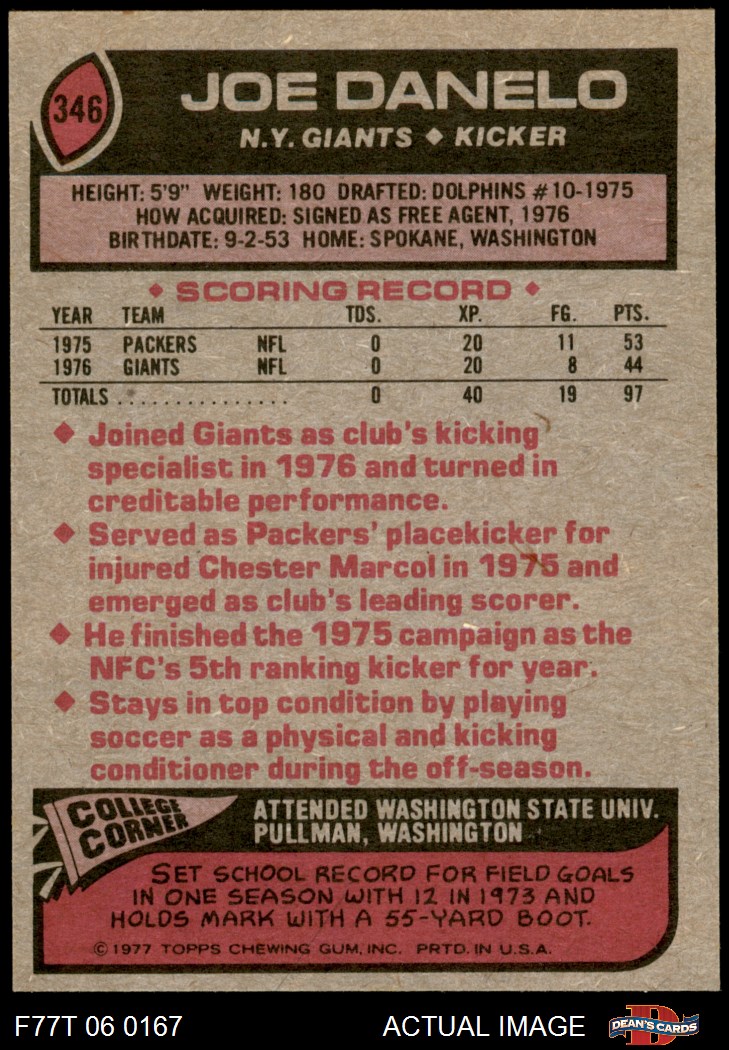 346
JOE DANELO
N.Y. GIANTS ◆ KICKER
HEIGHT: 5'9" WEIGHT: 180 DRAFTED: DOLPHINS #10-1975
HOW ACQUIRED: SIGNED AS FREE AGENT, 1976
BIRTHDATE: 9-2-53 HOME: SPOKANE, WASHINGTON
◆ SCORING RECORD ◆
YEAR TEAM TDS. XP. FG. PTS.
1975 PACKERS NFL 0 20 11 53
1976 GIANTS NFL 0 20 8 44
TOTALS . . . . . . . . . . . . . . . 0 40 19 97
◆ Joined Giants as club's kicking
specialist in 1976 and turned in
creditable performance.
◆ Served as Packers' placekicker for
injured Chester Marcol in 1975 and
emerged as club's leading scorer.
◆ He finished the 1975 campaign as the
NFC's 5th ranking kicker for year.
◆ Stays in top condition by playing
soccer as a physical and kicking
conditioner during the off-season.
COLLEGE
CORNER
ATTENDED WASHINGTON STATE UNIV.
PULLMAN, WASHINGTON
SET SCHOOL RECORD FOR FIELD GOALS
IN ONE SEASON WITH 12 IN 1973 AND
HOLDS MARK WITH A 55-YARD BOOT.
© 1977 TOPPS CHEWING GUM, INC. PRTD. IN U.S.A.
F77T 06 0167 ACTUAL IMAGE
D
DEAN'S CARDS